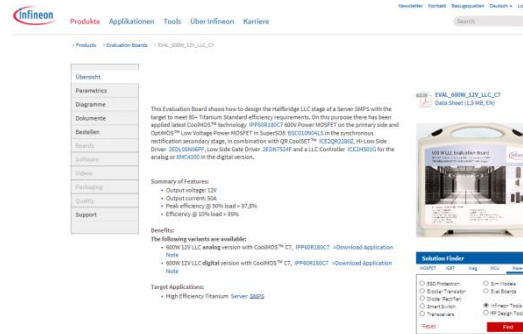 Newsletter Kontakt Bezugsquellen Deutsch
infineon
Produkte Applikationen Tools Über Infineon Karriere
Search
› Products › Evaluation Boards › EVAL_600W_12V_LLC_C7
Übersicht
Parametrics
Diagramme
Dokumente
Bestellen
Boards
Software
Videos
Packaging
Quality
Support
This Evaluation Board shows how to design the Halfbridge LLC stage of a Server SMPS with the
target to meet 80+ Titanium Standard efficiency requirements. On this purpose there has been
applied latest CoolMOS™ technology IPP60R180C7 600V Power MOSFET on the primary side and
OptiMOS™ Low Voltage Power MOSFET in SuperSO8 BSC010N04LS in the synchronous
rectification secondary stage, in combination with QR CoolSET™ ICE2QR2280Z, Hi-Low Side
Driver 2EDL05N06PF, Low Side Gate Driver 2EDN7524F and a LLC Controller ICE2HS01G for the
analog or XMC4200 in the digital version.
Summary of Features:
• Output voltage: 12V
• Output current: 50A
• Peak efficiency @ 50% load > 97,8%
• Efficiency @ 10% load > 95%
Benefits:
The following variants are available:
• 600W 12V LLC analog version with CoolMOS™ C7, IPP60R180C7 >Download Application
Note
• 600W 12V LLC digital version with CoolMOS™ C7, IPP60R180C7 >Download Application
Note
Target Applications:
• High Efficiency Titanium Server SMPS
EVAL_600W_12V_LLC_C7
Data Sheet (1.3 MB, EN)
600 W LLC Evaluation Board
Solution Finder
MOSFET IGBT MCU
ESD Protection
Bipolar Transistor
Diode (Rectifier)
Smart Switch
Transceivers
Sim Models
Eval Boards
Infineon Tools
RF Design Tool
Reset
Find